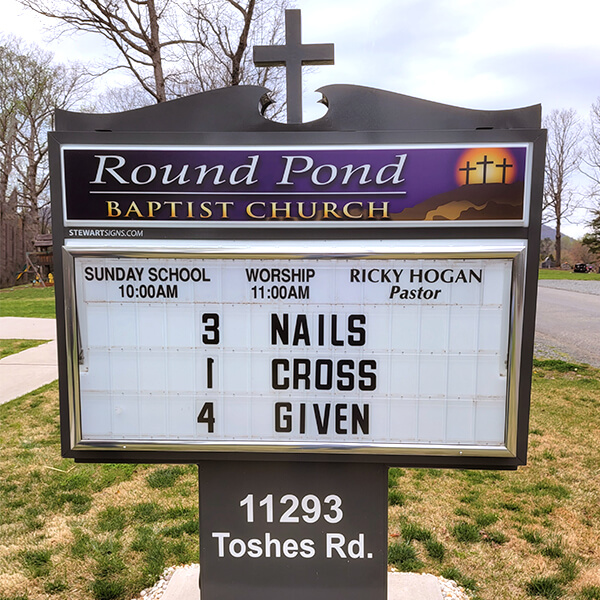 Round Pond
BAPTIST CHURCH
STEWARTSIGNS.COM
SUNDAY SCHOOL WORSHIP RICKY HOGAN
10:00AM 11:00AM Pastor
3 NAILS
1 CROSS
4 GIVEN
11293
Toshes Rd.